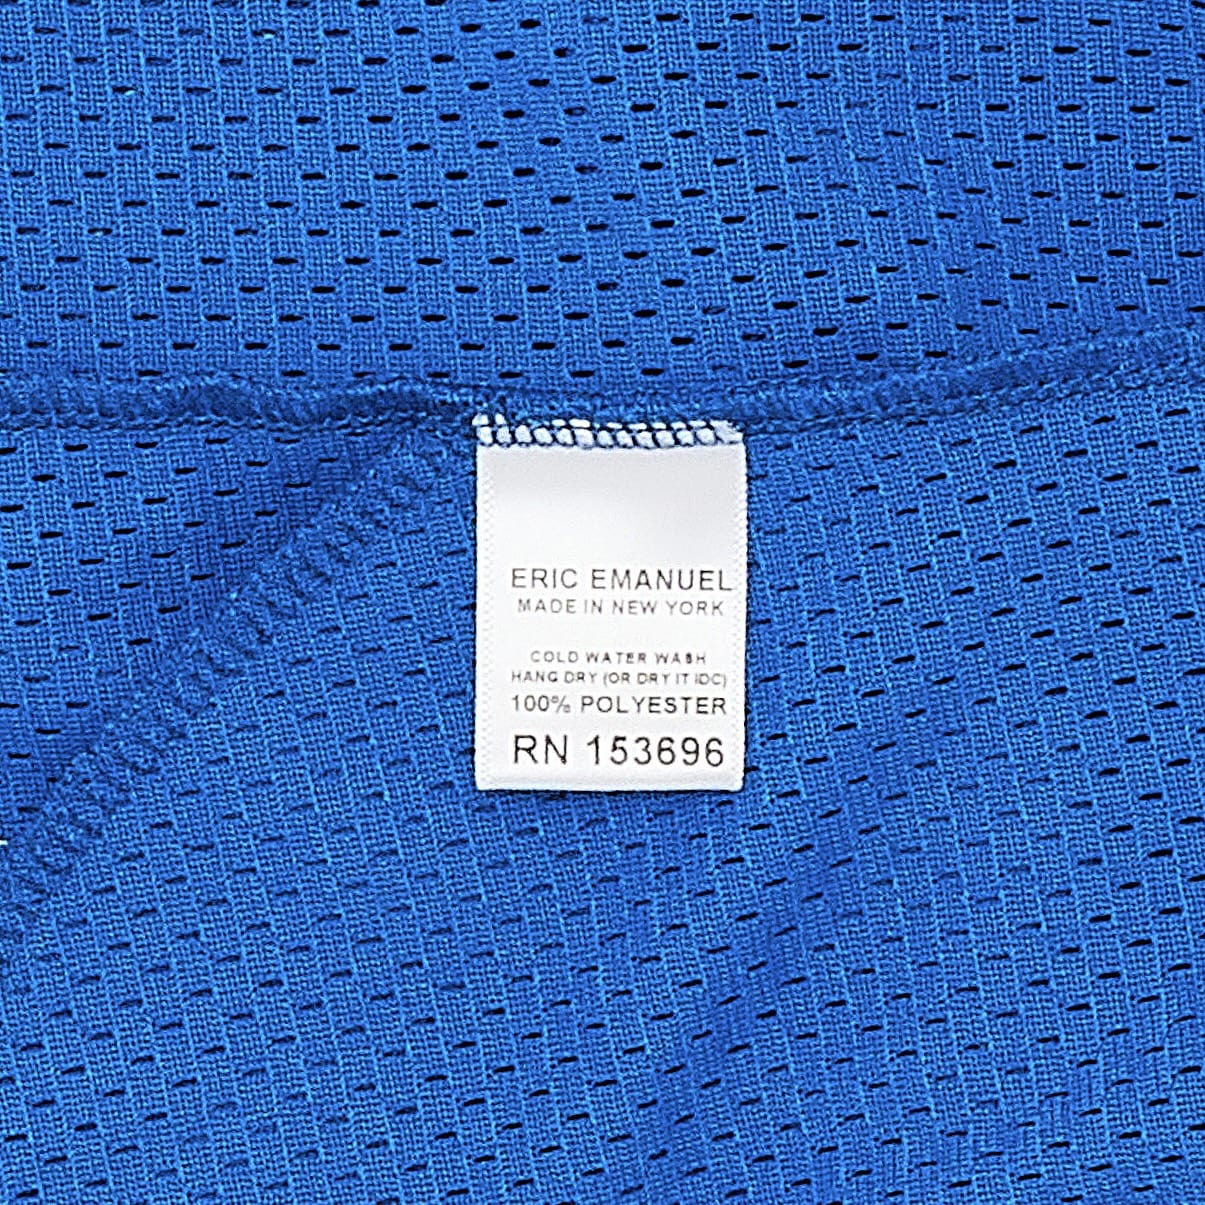 ERIC EMANUEL
MADE IN NEW YORK
COLD WATER WASH
HANG DRY (OR DRY IT IDC)
100% POLYESTER
RN 153696